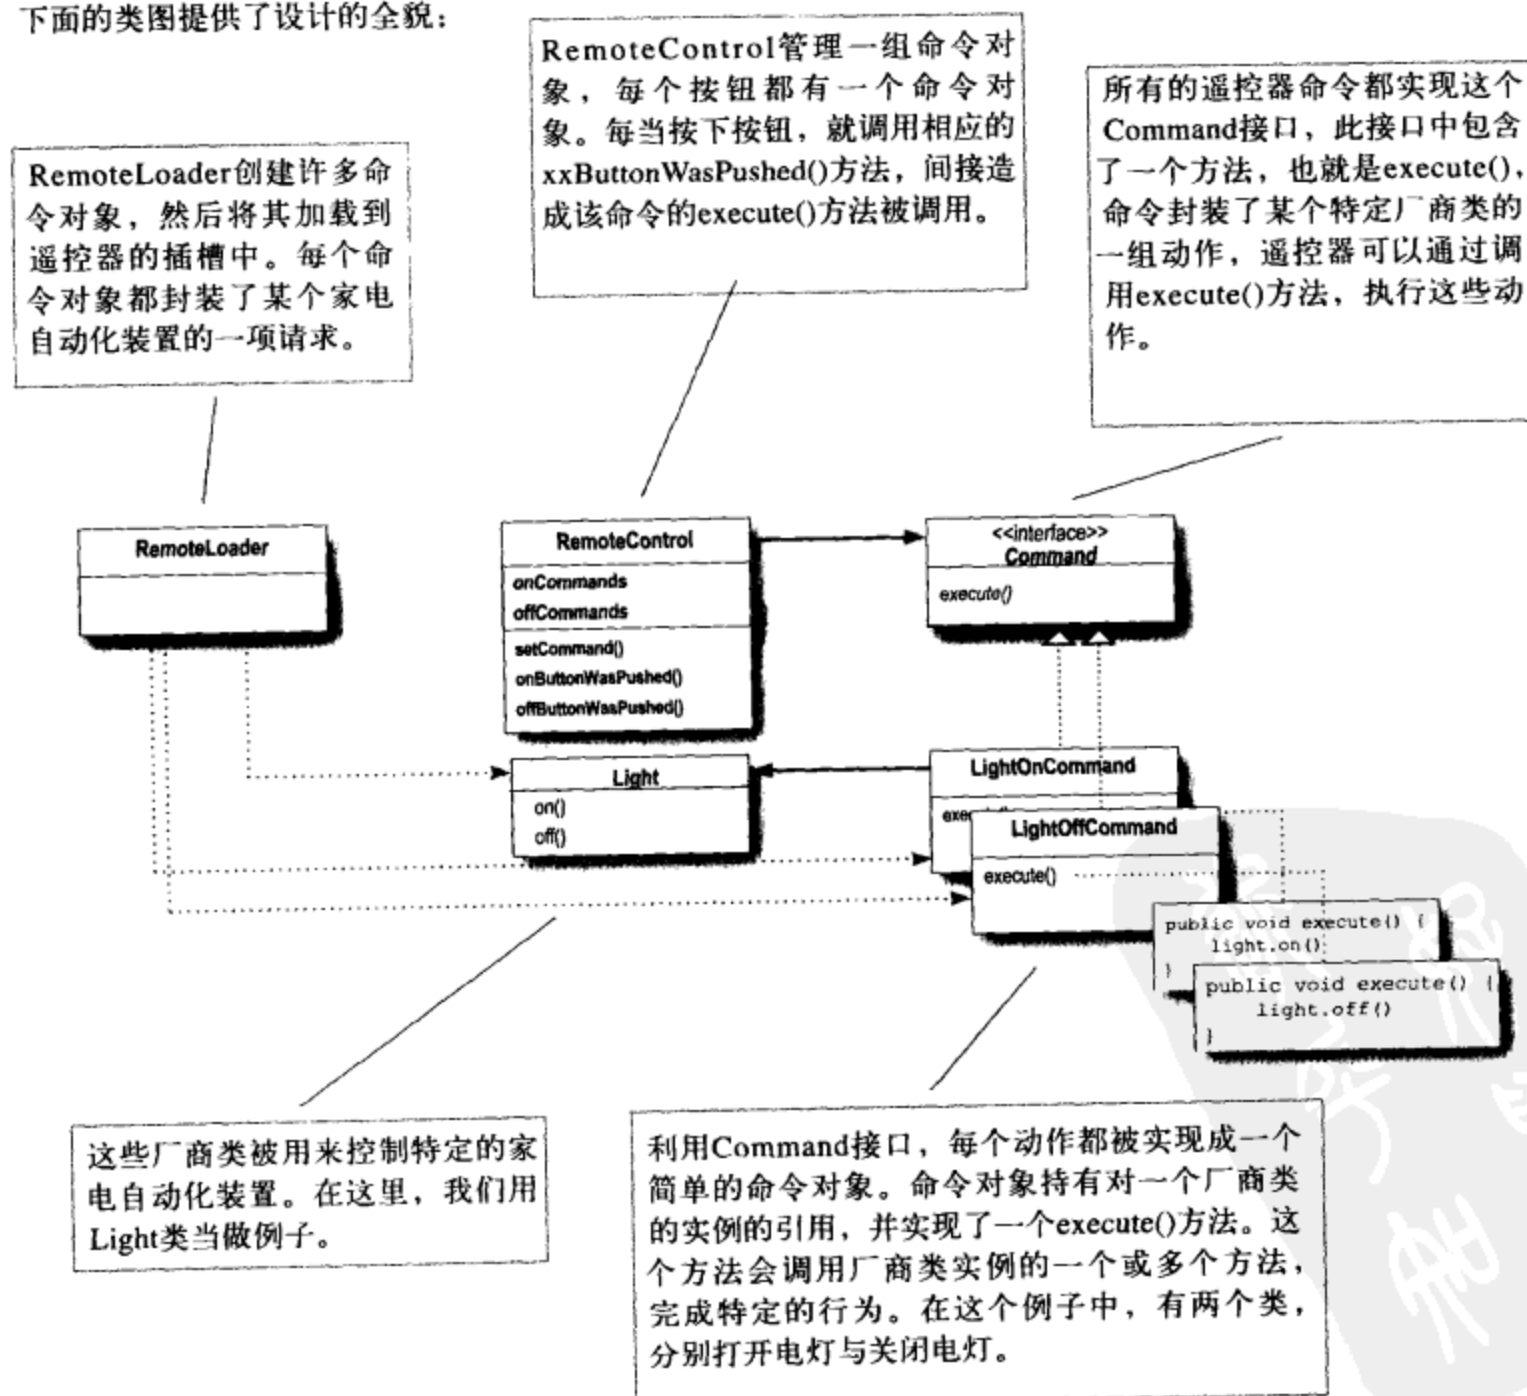 下面的类图提供了设计的全貌：
RemoteControl管理一组命令对
象，每个按钮都有一个命令对
象。每当按下按钮，就调用相应的
xxButtonWasPushed()方法，间接造
成该命令的execute()方法被调用。
所有的遥控器命令都实现这个
Command接口，此接口中包含
了一个方法，也就是execute()，
命令封装了某个特定厂商类的
一组动作，遥控器可以通过调
用execute()方法，执行这些动
作。
RemoteLoader创建许多命
令对象，然后将其加载到
遥控器的插槽中。每个命
令对象都封装了某个家电
自动化装置的一项请求。
RemoteLoader
RemoteControl
onCommands
offCommands
setCommand()
onButtonWasPushed()
offButtonWasPushed()
<<interface>>
Command
execute()
Light
on()
off()
LightOnCommand
LightOffCommand
execute()
public void execute() {
light.on()
}
public void execute() {
light.off()
}
这些厂商类被用来控制特定的家
电自动化装置。在这里，我们用
Light类当做例子。
利用Command接口，每个动作都被实现成一个
简单的命令对象。命令对象持有对一个厂商类
的实例的引用，并实现了一个execute()方法。这
个方法会调用厂商类实例的一个或多个方法，
完成特定的行为。在这个例子中，有两个类，
分别打开电灯与关闭电灯。